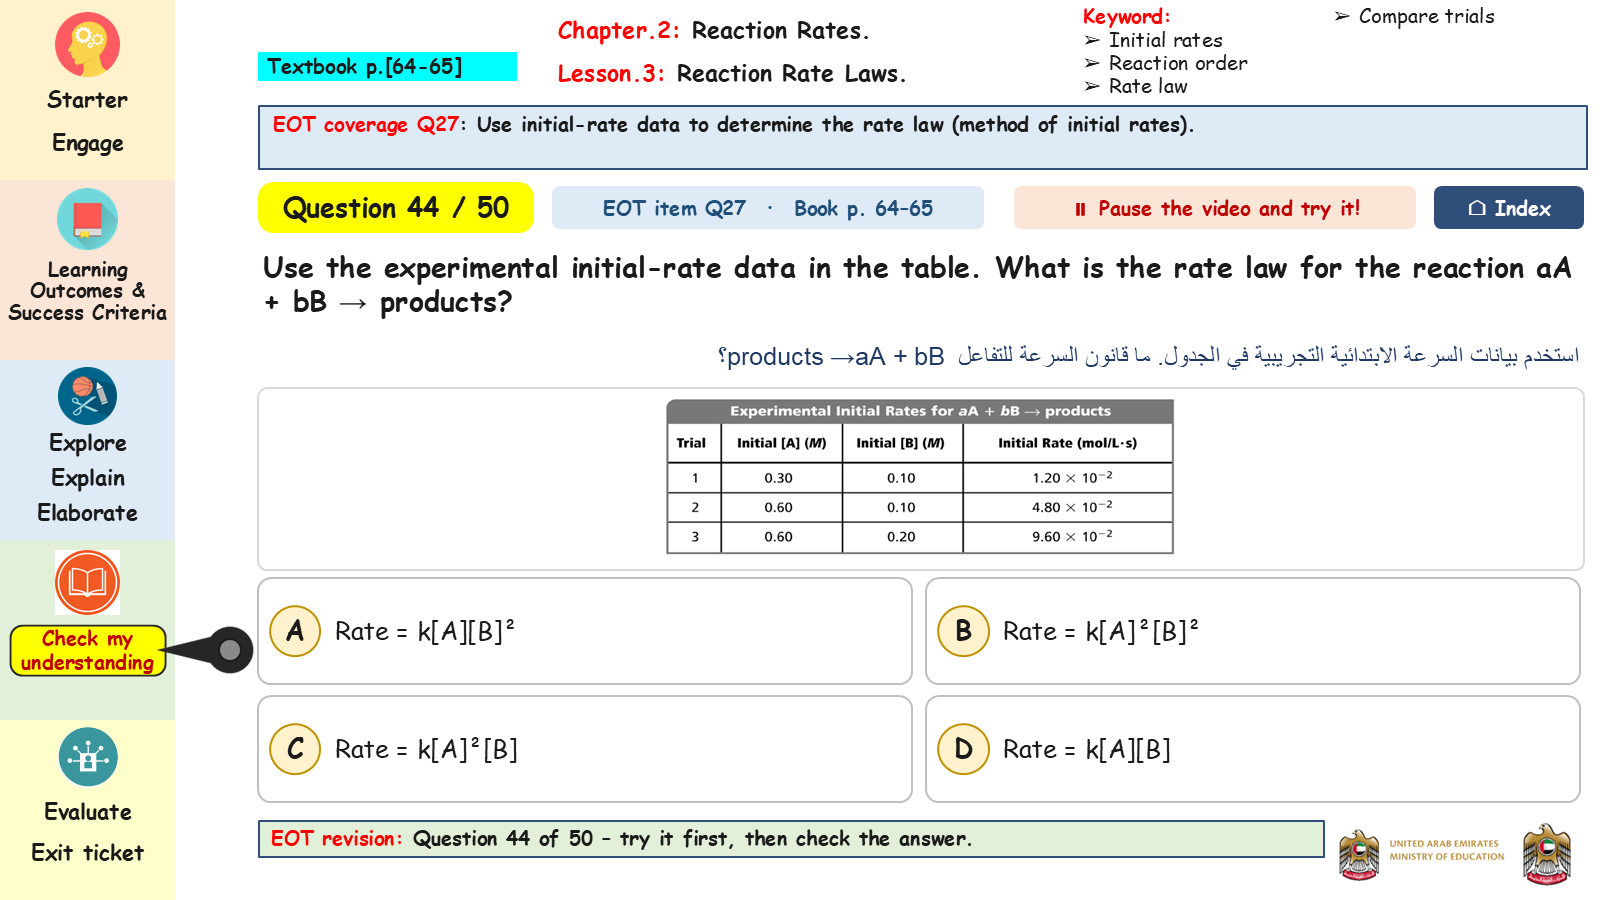 Starter
Engage
Learning
Outcomes &
Success Criteria
Explore
Explain
Elaborate
Check my
understanding
Evaluate
Exit ticket
Textbook p.[64-65]
Chapter.2: Reaction Rates.
Lesson.3: Reaction Rate Laws.
Keyword:
➢ Initial rates
➢ Reaction order
➢ Rate law
➢ Compare trials
EOT coverage Q27: Use initial-rate data to determine the rate law (method of initial rates).
Question 44 / 50
EOT item Q27 · Book p. 64–65
⏸ Pause the video and try it!
⌂ Index
Use the experimental initial-rate data in the table. What is the rate law for the reaction aA
+ bB → products?
استخدم بيانات السرعة الابتدائية التجريبية في الجدول. ما قانون السرعة للتفاعل aA + bB → products؟
Experimental Initial Rates for aA + bB → products
Trial Initial [A] (M) Initial [B] (M) Initial Rate (mol/L·s)
1 0.30 0.10 1.20 × 10⁻²
2 0.60 0.10 4.80 × 10⁻²
3 0.60 0.20 9.60 × 10⁻²
A Rate = k[A][B]²
B Rate = k[A]²[B]²
C Rate = k[A]²[B]
D Rate = k[A][B]
EOT revision: Question 44 of 50 – try it first, then check the answer.
UNITED ARAB EMIRATES
MINISTRY OF EDUCATION